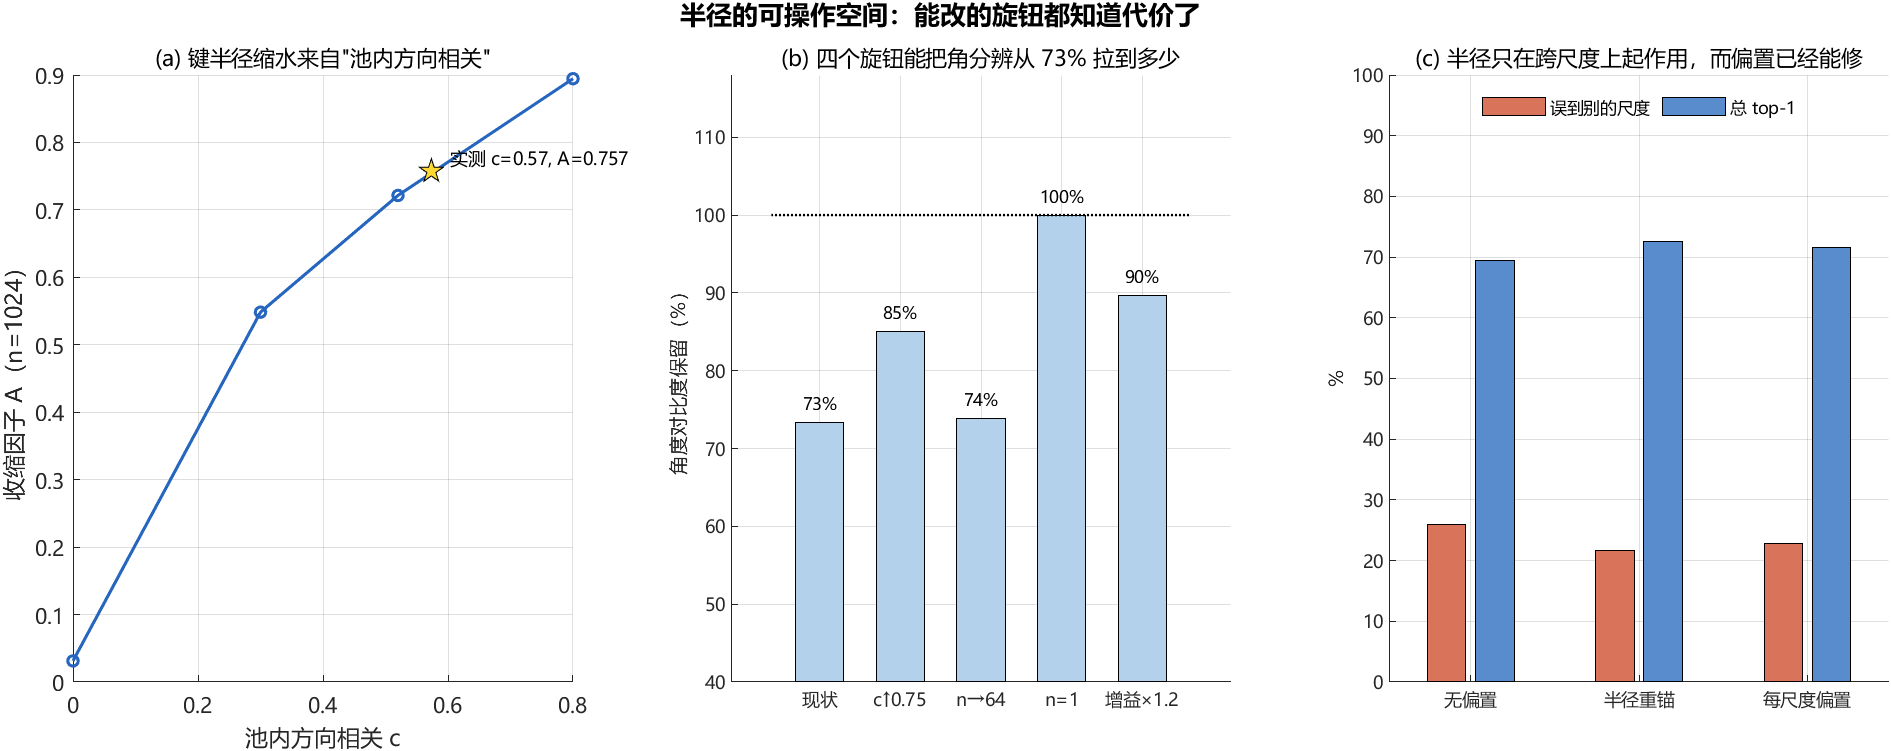 半径的可操作空间：能改的旋钮都知道代价了
(a) 键半径缩水来自"池内方向相关"
0.9
0.8
0.7
0.6
0.5
0.4
0.3
0.2
0.1
0
收缩因子 A（n=1024）
实测 c=0.57, A=0.757
0
0.2
0.4
0.6
0.8
池内方向相关 c
(b) 四个旋钮能把角分辨从 73% 拉到多少
110
100
90
80
70
60
50
40
角度对比度保留（%）
73%
85%
74%
100%
90%
现状
c↑0.75
n→64
n=1
增益×1.2
(c) 半径只在跨尺度上起作用，而偏置已经能修
100
90
80
70
60
50
40
30
20
10
0
%
误到别的尺度
总 top-1
无偏置
半径重锚
每尺度偏置